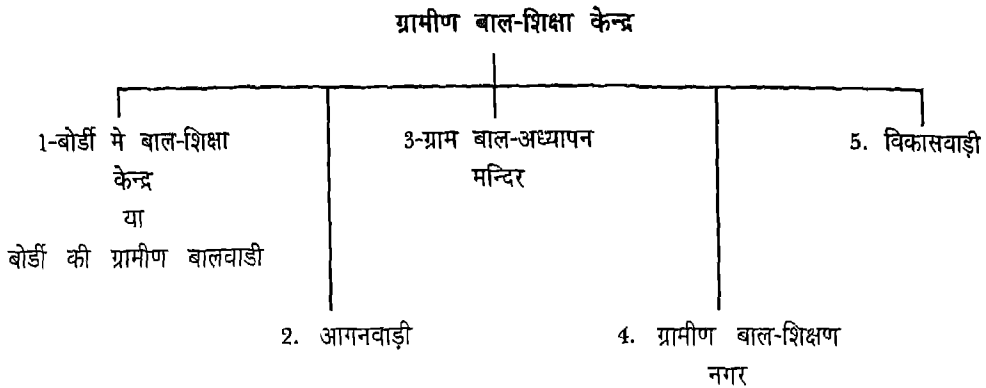 ग्रामीण बाल-शिक्षा केन्द्र
1-बोर्डी मे बाल-शिक्षा
केन्द्र
या
बोर्डी की ग्रामीण बालवाडी
2. आगनवाड़ी
3-ग्राम बाल-अध्यापन
मन्दिर
4. ग्रामीण बाल-शिक्षण
नगर
5. विकासवाड़ी